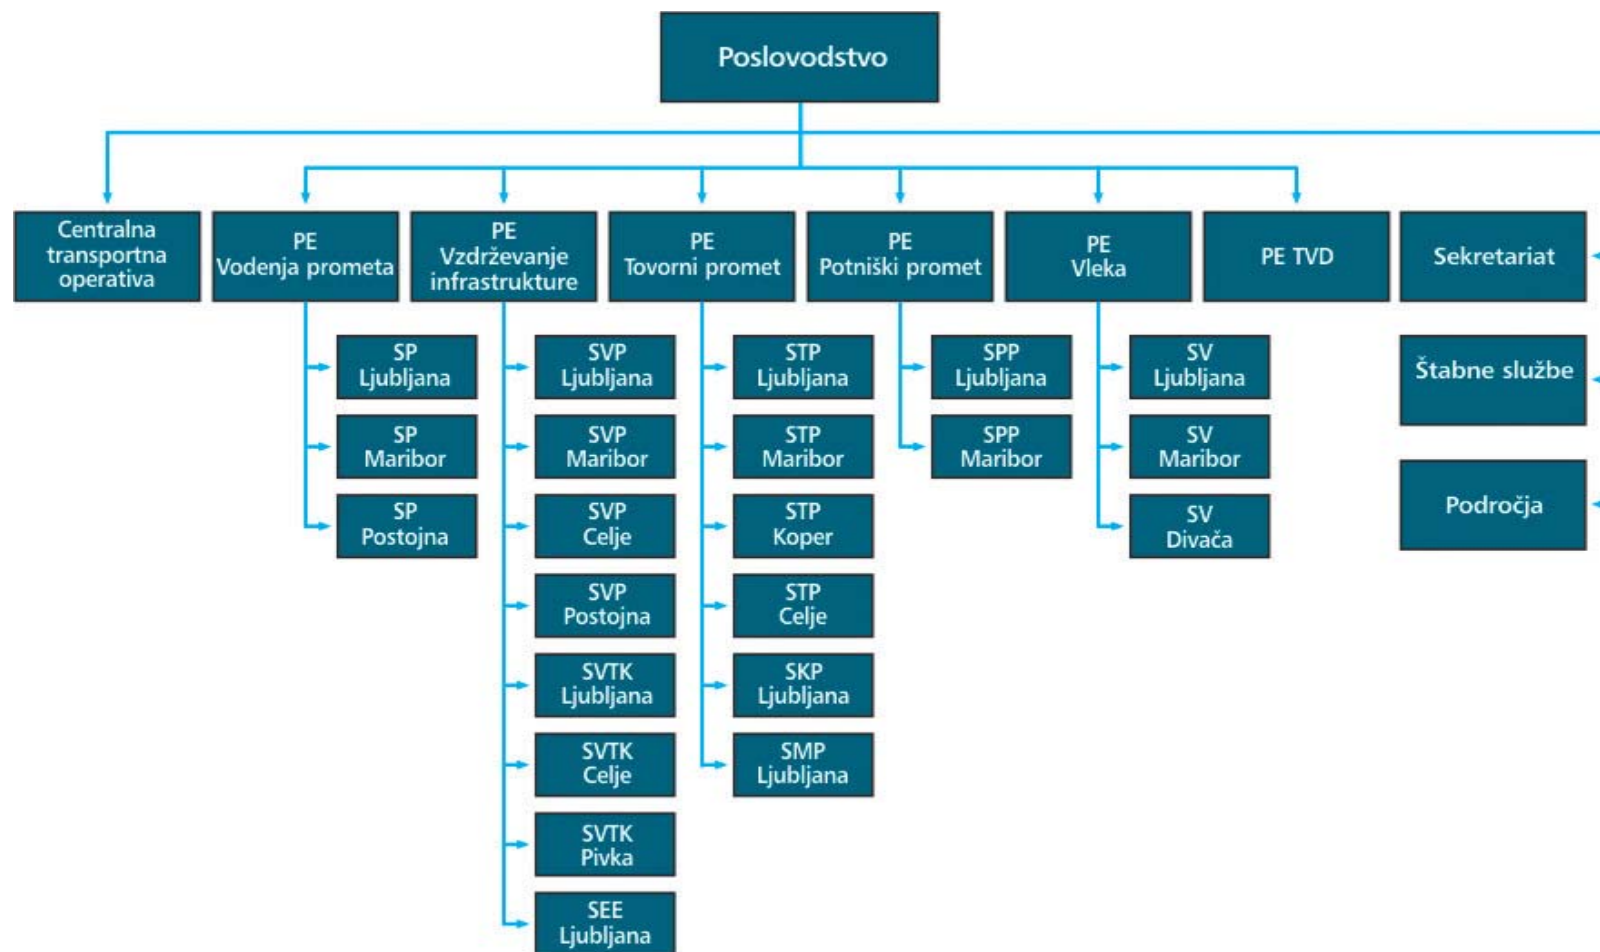 Poslovodstvo
Centralna
transportna
operativa
PE
Vodenja prometa
PE
Vzdrževanje
infrastrukture
PE
Tovorni promet
PE
Potniški promet
PE
Vleka
PE TVD
Sekretariat
SP
Ljubljana
SP
Maribor
SP
Postojna
SVP
Ljubljana
SVP
Maribor
SVP
Celje
SVP
Postojna
SVTK
Ljubljana
SVTK
Celje
SVTK
Pivka
SEE
Ljubljana
STP
Ljubljana
STP
Maribor
STP
Koper
STP
Celje
SKP
Ljubljana
SMP
Ljubljana
SPP
Ljubljana
SPP
Maribor
SV
Ljubljana
SV
Maribor
SV
Divača
Štabne službe
Področja